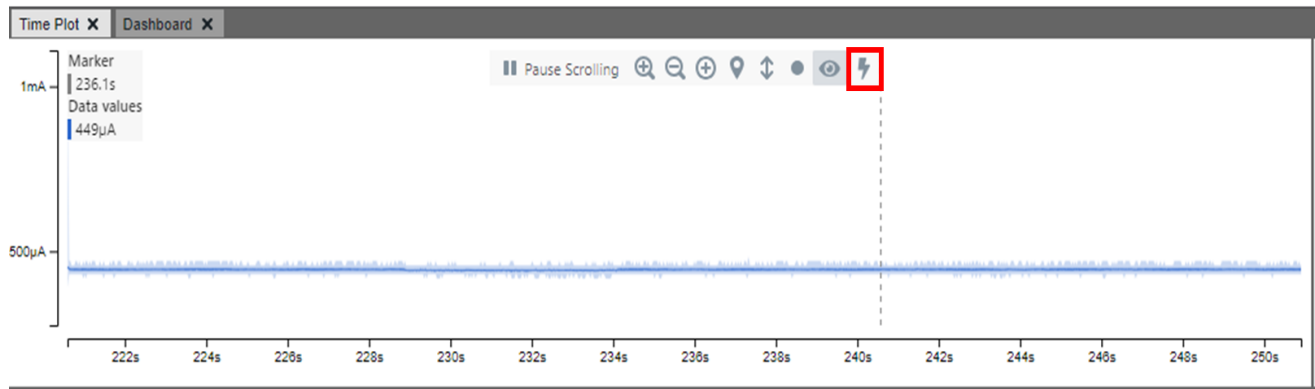 Time Plot X Dashboard X
Marker
236.1s
Data values
449µA
Pause Scrolling
1mA
500µA
222s 224s 226s 228s 230s 232s 234s 236s 238s 240s 242s 244s 246s 248s 250s